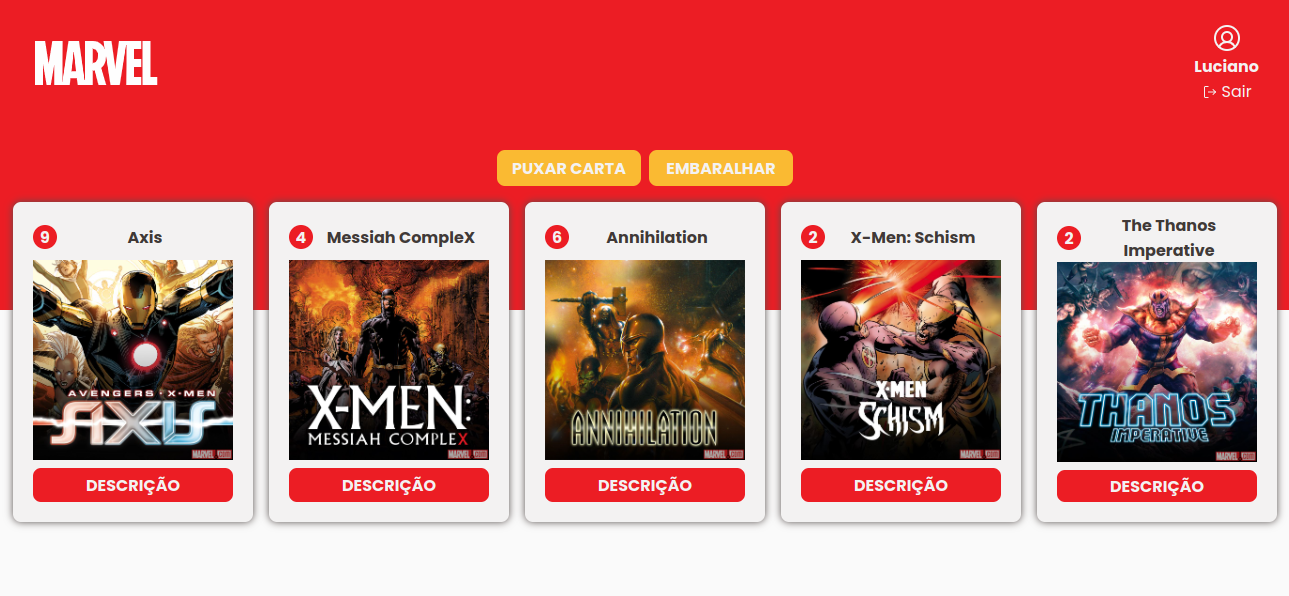 MARVEL
Luciano
Sair
PUXAR CARTA
EMBARALHAR
9
Axis
AVENGERS · X-MEN
AXIS
MARVEL
DESCRIÇÃO
4
Messiah CompleX
X-MEN:
MESSIAH COMPLEX
MARVEL
DESCRIÇÃO
6
Annihilation
ANNIHILATION
MARVEL
DESCRIÇÃO
2
X-Men: Schism
X-MEN
SCHISM
MARVEL
DESCRIÇÃO
2
The Thanos
Imperative
THANOS
IMPERATIVE
MARVEL
DESCRIÇÃO